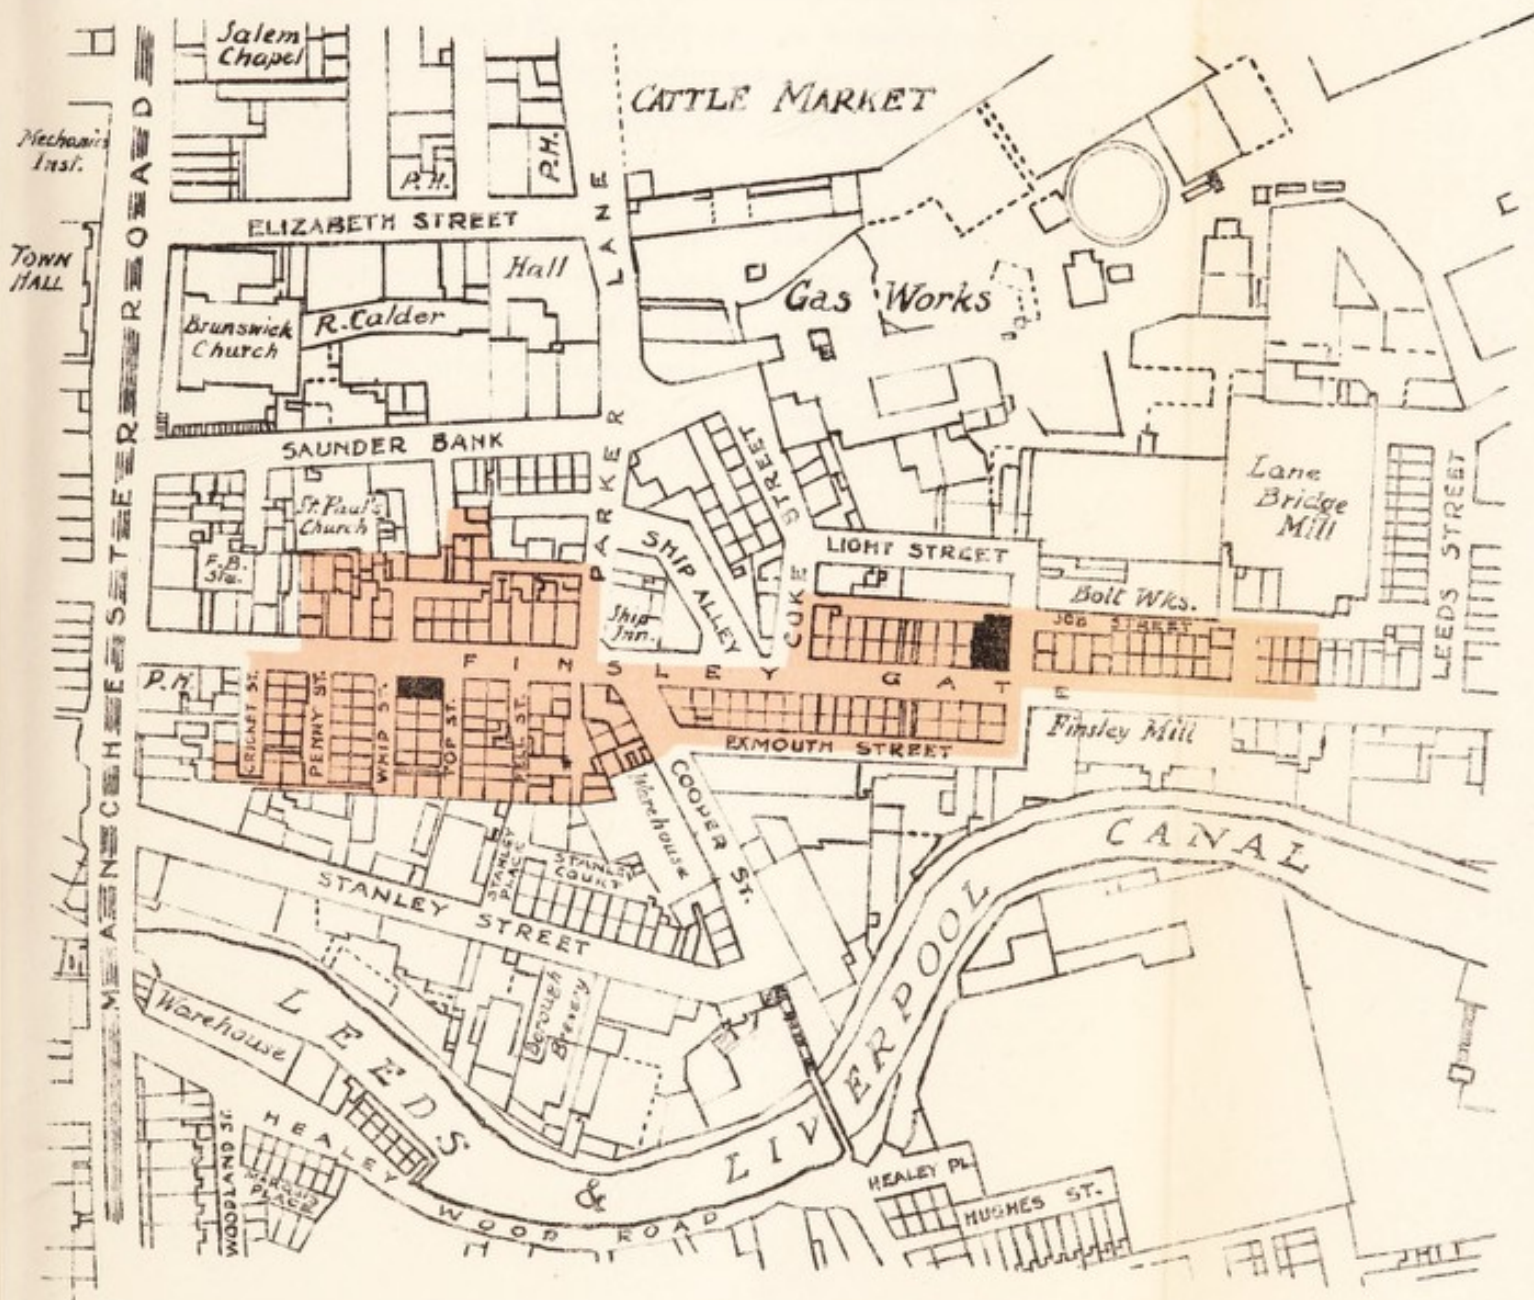 Salem
Chapel
CATTLE MARKET
Mechanics
Inst.
P.H.
P.H.
ELIZABETH STREET
TOWN
HALL
Hall
Gas Works
Brunswick
Church
R. Calder
MANCHESTER ROAD
PARKER LANE
SAUNDER BANK
STREET
Lane
Bridge
Mill
LEEDS STREET
St. Paul's
Church
F.B.
Sta.
SHIP ALLEY
LIGHT STREET
CUKE
Bolt Wks.
Ship
Inn.
JOB STREET
FINSLEY GATE
P.H.
CRICKET ST.
PENNY ST.
WHIP ST.
TOP ST.
PELL ST.
EXMOUTH STREET
Finsley Mill
Warehouse
COOPER ST.
CANAL
STANLEY
PLACE
STANLEY
COURT
STANLEY STREET
Borough
Brewery
LEEDS & LIVERPOOL
Warehouse
HEALEY WOOD ROAD
WOODLAND ST.
PLACE
HEALEY PL.
HUGHES ST.